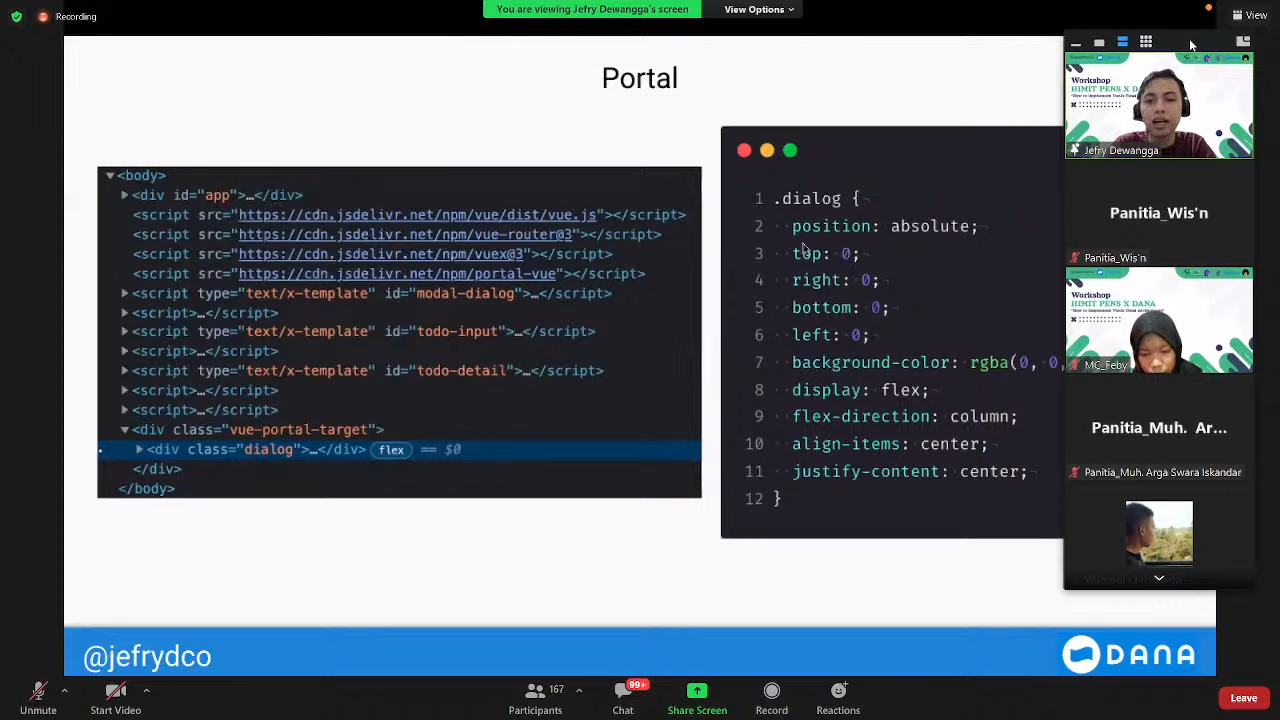 Recording
You are viewing Jefry Dewangga's screen
View Options
View
Portal
<body>
<div id="app">…</div>
<script src="https://cdn.jsdelivr.net/npm/vue/dist/vue.js"></script>
<script src="https://cdn.jsdelivr.net/npm/vue-router@3"></script>
<script src="https://cdn.jsdelivr.net/npm/vuex@3"></script>
<script src="https://cdn.jsdelivr.net/npm/portal-vue"></script>
<script type="text/x-template" id="modal-dialog">…</script>
<script>…</script>
<script type="text/x-template" id="todo-input">…</script>
<script>…</script>
<script type="text/x-template" id="todo-detail">…</script>
<script>…</script>
<script>…</script>
<div class="vue-portal-target">
<div class="dialog">…</div> flex == $0
</div>
</body>
1 .dialog {
2 position: absolute;
3 top: 0;
4 right: 0;
5 bottom: 0;
6 left: 0;
7 background-color: rgba(0, 0,
8 display: flex;
9 flex-direction: column;
10 align-items: center;
11 justify-content: center;
12 }
Workshop
HIMIT PENS X D
Jefry Dewangga
Panitia_Wis'n
Panitia_Wis'n
Workshop
HIMIT PENS X DANA
MC_Feby
Panitia_Muh. Ar...
Panitia_Muh. Arga Swana Iskandar
@jefrydco
DANA
Unmute
Start Video
167
Participants
99+
Chat
Share Screen
Record
Reactions
Leave